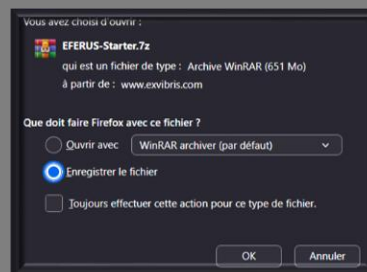 Vous avez choisi d'ouvrir :
EFERUS-Starter.7z
qui est un fichier de type : Archive WinRAR (651 Mo)
à partir de : www.exvibris.com
Que doit faire Firefox avec ce fichier ?
Ouvrir avec WinRAR archiver (par défaut)
Enregistrer le fichier
Toujours effectuer cette action pour ce type de fichier.
OK Annuler